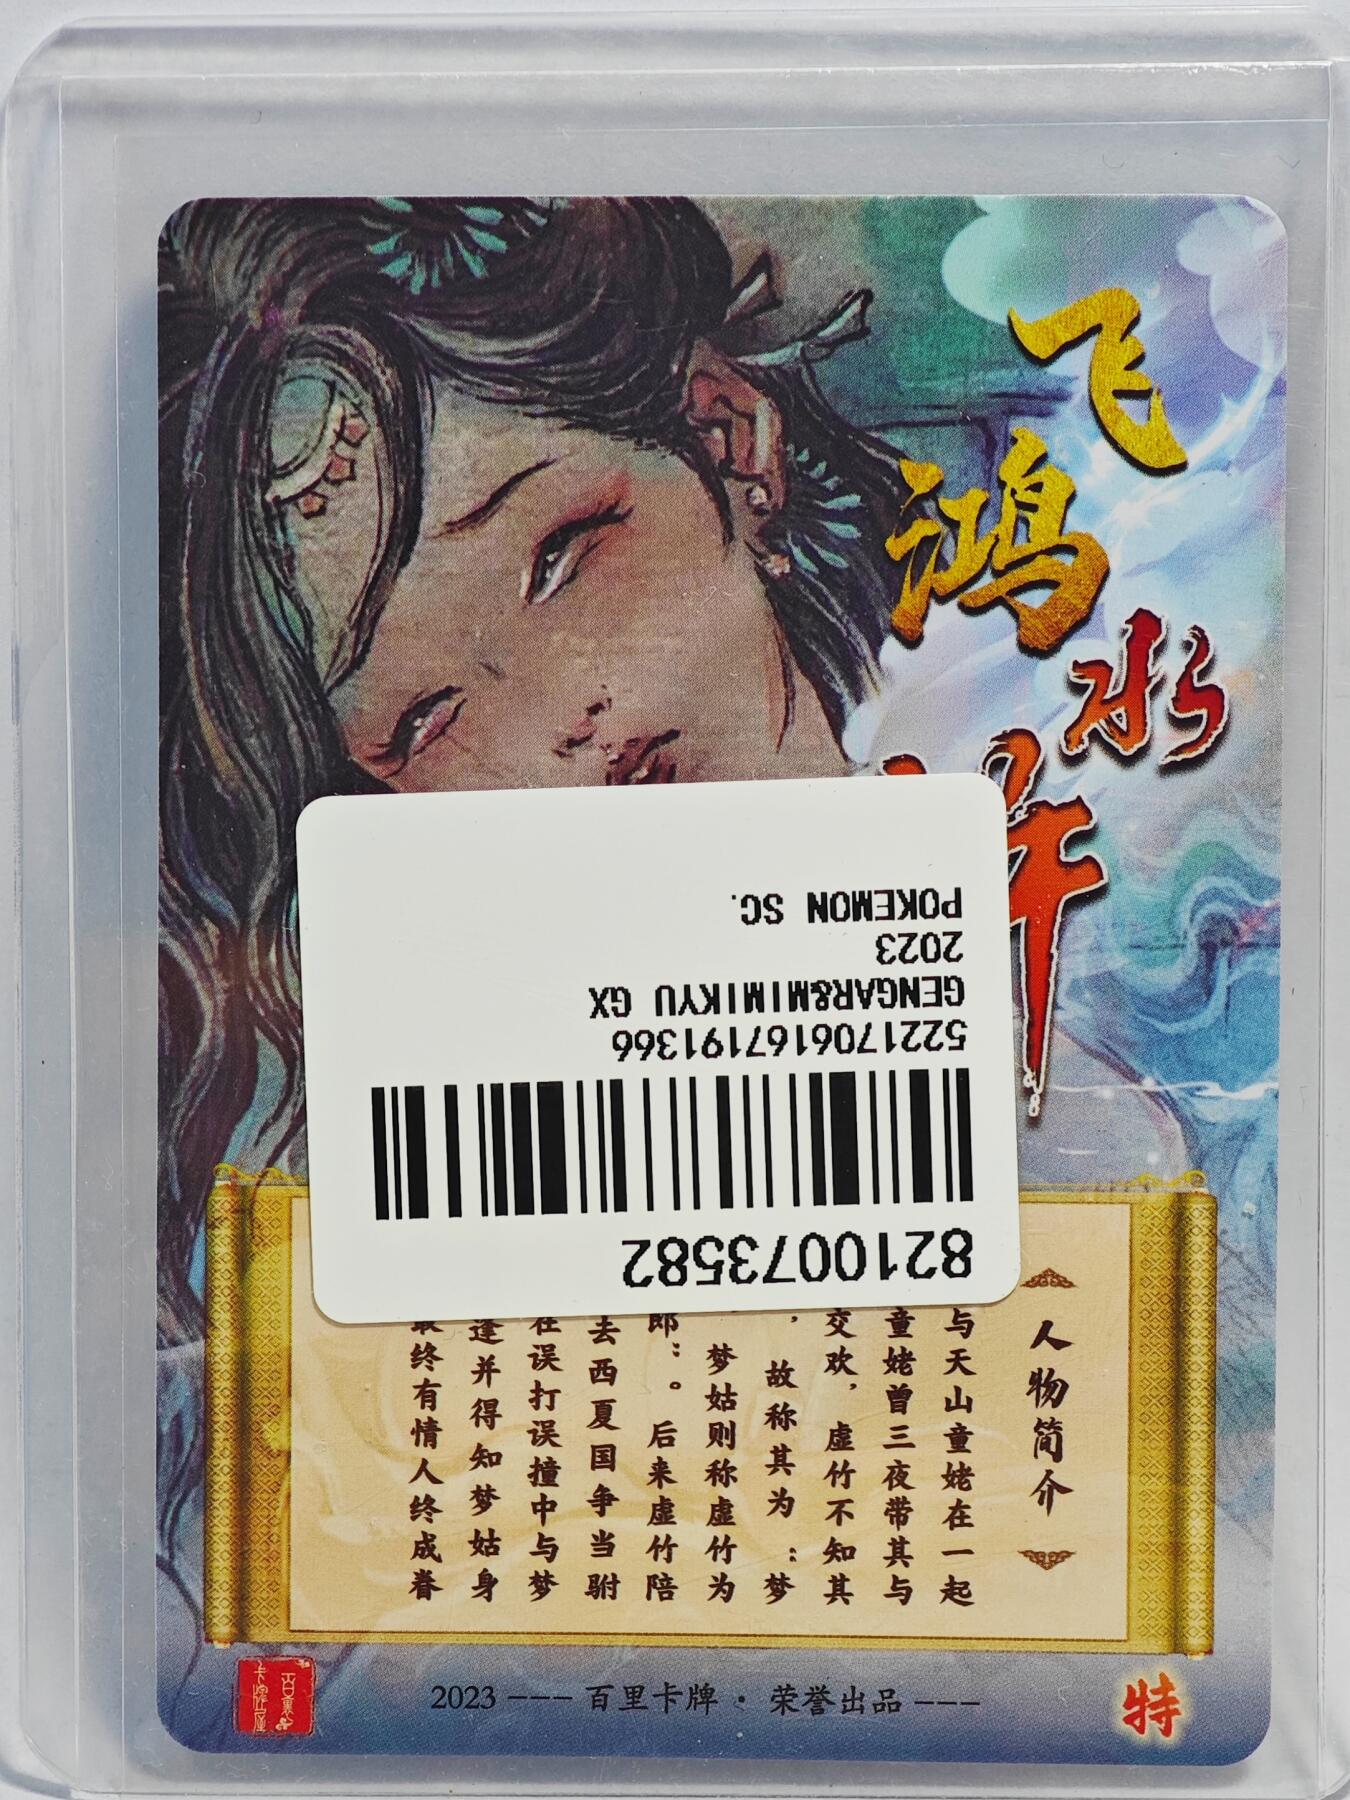 飞鸿
水
POKEMON SC.
2023
GENGAR&MIMIKYU GX
5221706167191366
8210073582
人物简介
与天山童姥在一起
童姥曾三夜带其与
交欢，虚竹不知其
，故称其为：梦
梦姑则称虚竹为
郎：。后来虚竹陪
去西夏国争当驸
在误打误撞中与梦
逢并得知梦姑身
最终有情人终成眷
2023 --- 百里卡牌 · 荣誉出品 ---
特